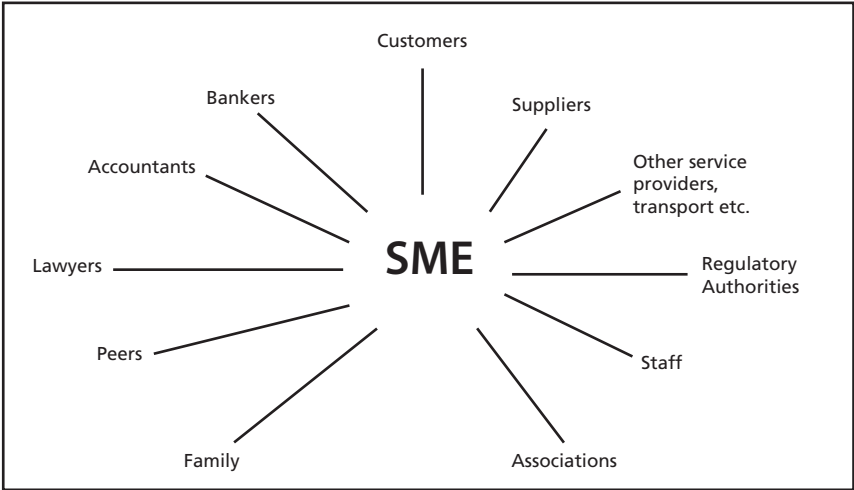 Customers
Bankers
Suppliers
Accountants
Other service
providers,
transport etc.
SME
Lawyers
Regulatory
Authorities
Peers
Staff
Family
Associations